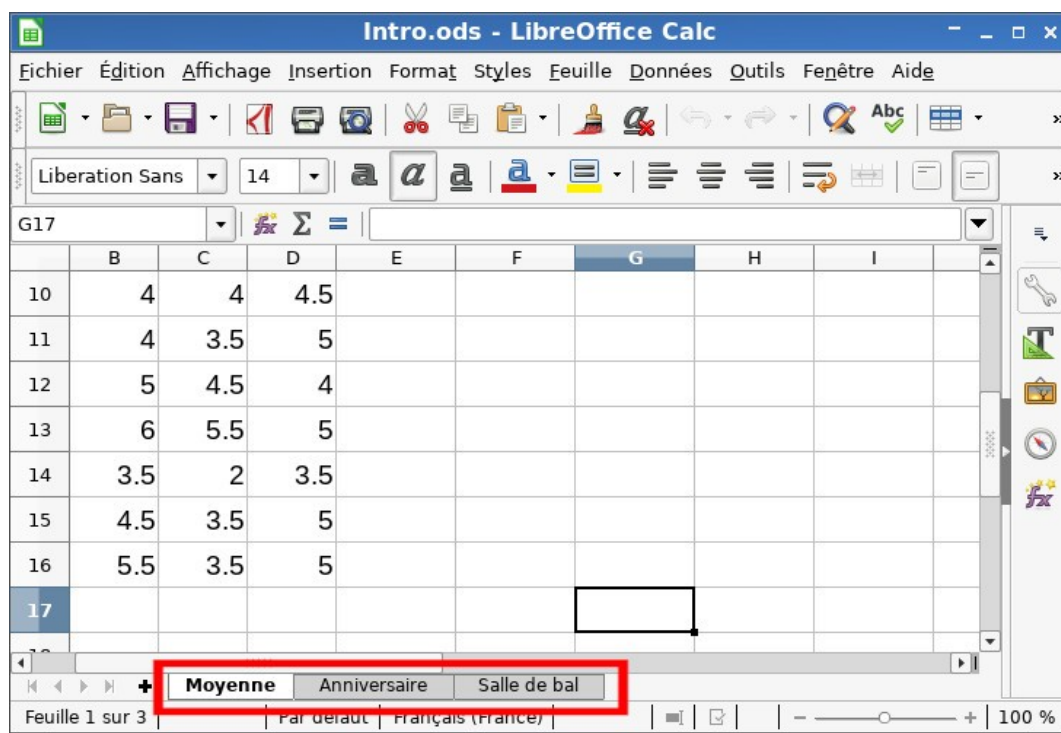 Intro.ods - LibreOffice Calc
Fichier Édition Affichage Insertion Format Styles Feuille Données Outils Fenêtre Aide
Abc
Liberation Sans 14 a a a a
G17 fx Σ =
B C D E F G H I
10 4 4 4.5
11 4 3.5 5
12 5 4.5 4
13 6 5.5 5
14 3.5 2 3.5
15 4.5 3.5 5
16 5.5 3.5 5
17
Moyenne Anniversaire Salle de bal
Feuille 1 sur 3 Par défaut Français (France) 100 %